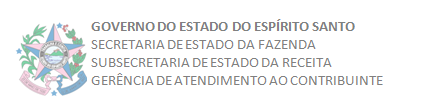 GOVERNO DO ESTADO DO ESPÍRITO SANTO
SECRETARIA DE ESTADO DA FAZENDA
SUBSECRETARIA DE ESTADO DA RECEITA
GERÊNCIA DE ATENDIMENTO AO CONTRIBUINTE